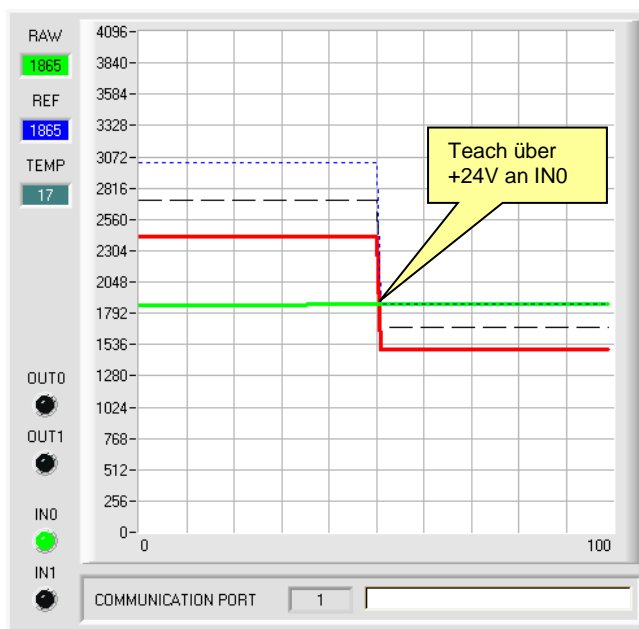 RAW
1865
REF
1865
TEMP
17
4096
3840
3584
3328
3072
2816
2560
2304
2048
1792
1536
1280
1024
768
512
256
0
0
100
Teach über
+24V an IN0
OUT0
OUT1
IN0
IN1
COMMUNICATION PORT
1